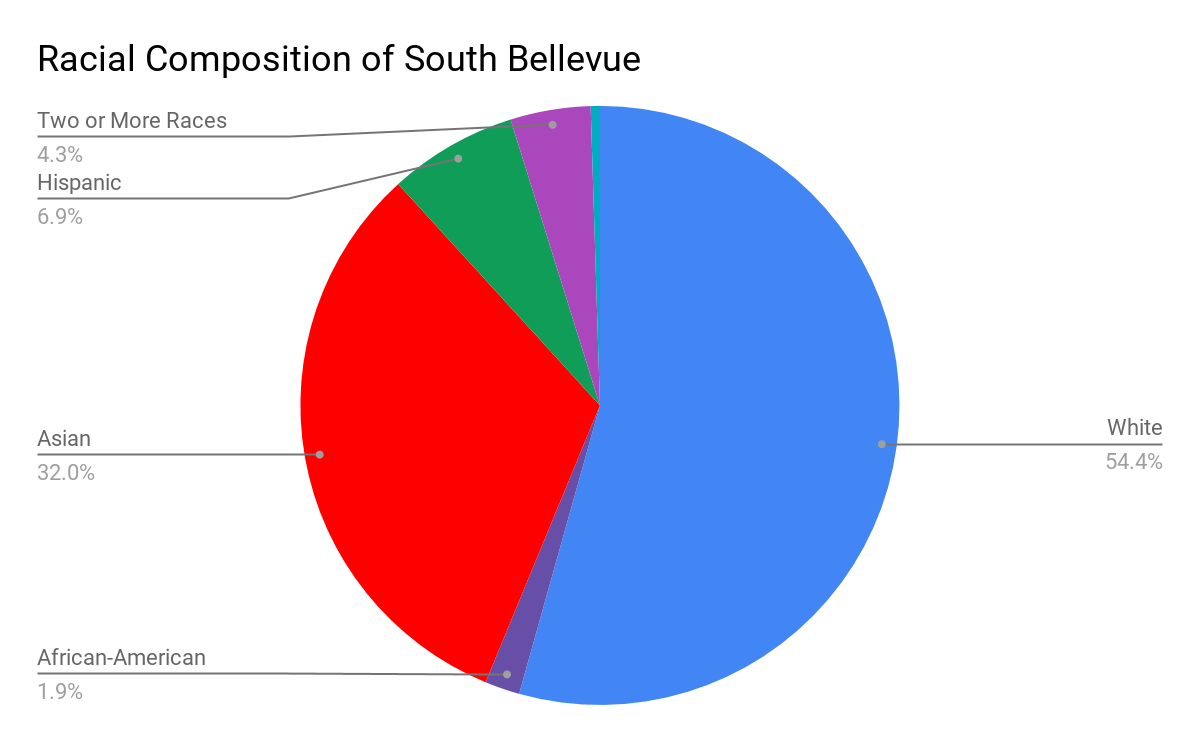 Racial Composition of South Bellevue
Two or More Races
4.3%
Hispanic
6.9%
Asian
32.0%
African-American
1.9%
White
54.4%